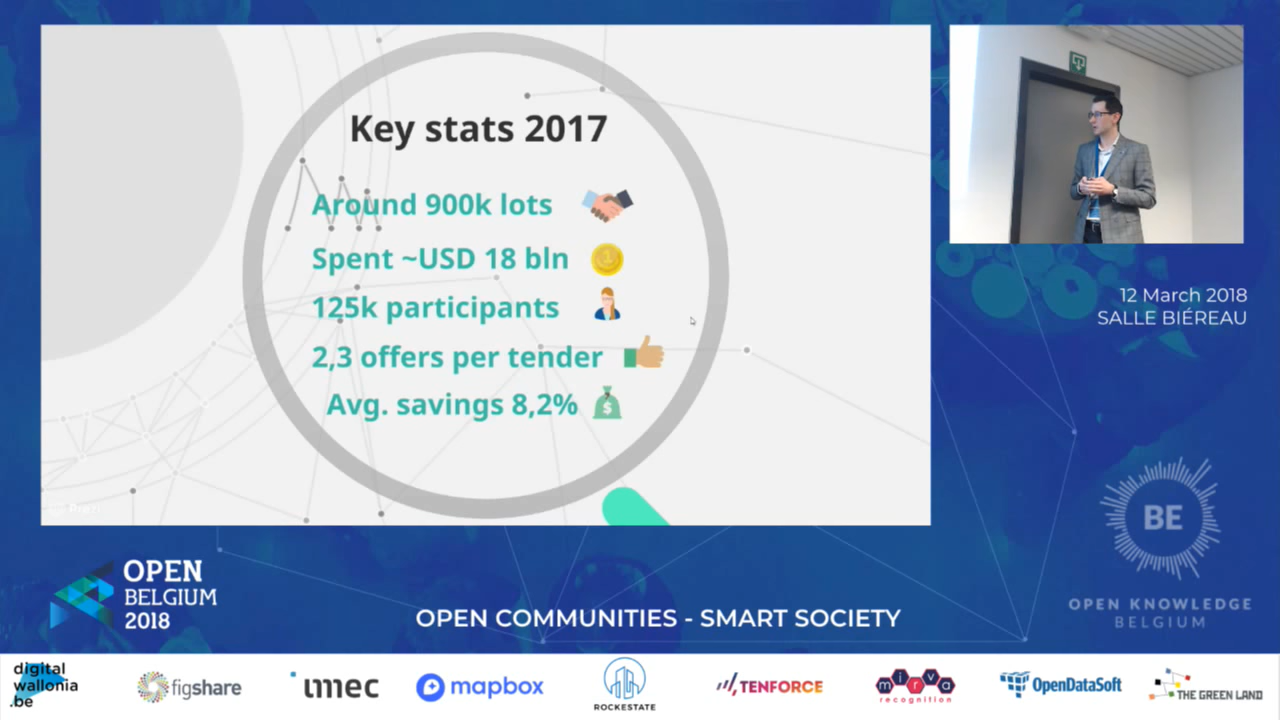 Key stats 2017
Around 900k lots
Spent ~USD 18 bln
125k participants
2,3 offers per tender
Avg. savings 8,2%
Prezi
12 March 2018
SALLE BIÉREAU
BE
OPEN KNOWLEDGE
BELGIUM
OPEN
BELGIUM
2018
OPEN COMMUNITIES - SMART SOCIETY
digital
wallonia
.be
figshare
imec
mapbox
ROCKESTATE
TENFORCE
mirva
recognition
OpenDataSoft
THE GREEN LAND